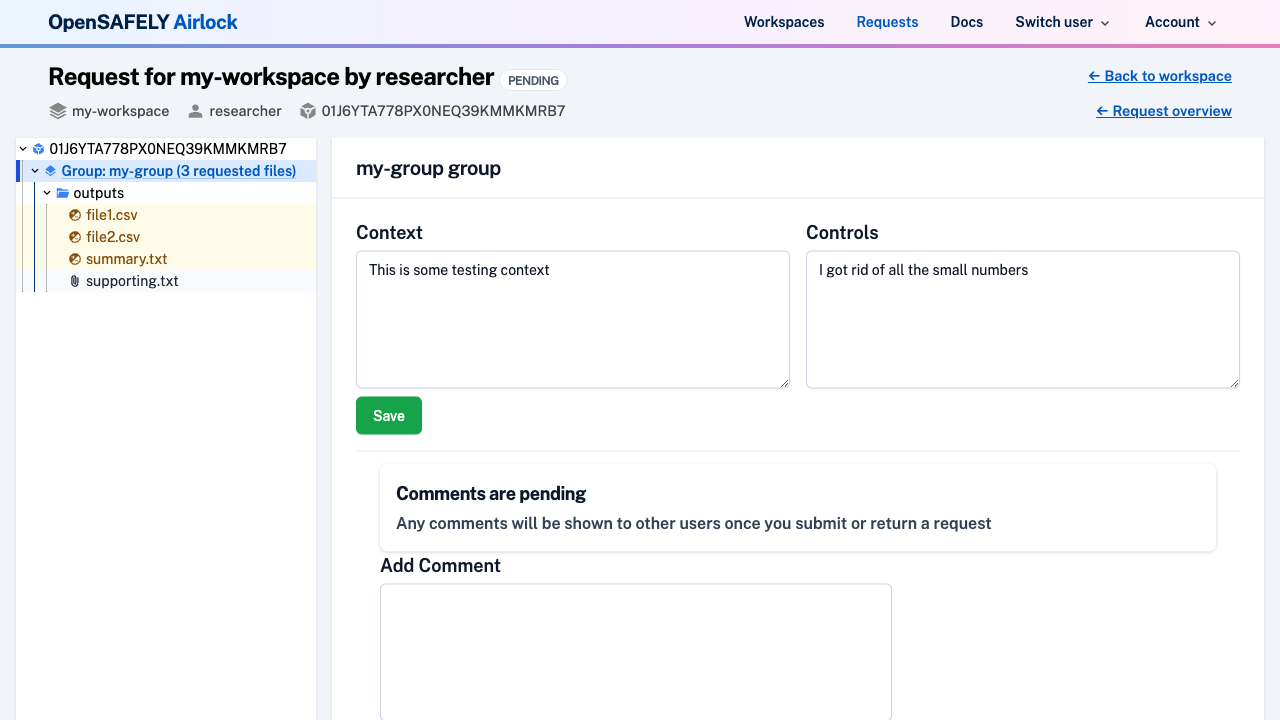 OpenSAFELY Airlock
Workspaces
Requests
Docs
Switch user
Account
Request for my-workspace by researcher PENDING
← Back to workspace
my-workspace researcher 01J6YTA778PX0NEQ39KMMKMRB7
← Request overview
01J6YTA778PX0NEQ39KMMKMRB7
Group: my-group (3 requested files)
outputs
file1.csv
file2.csv
summary.txt
supporting.txt
my-group group
Context
This is some testing context
Controls
I got rid of all the small numbers
Save
Comments are pending
Any comments will be shown to other users once you submit or return a request
Add Comment